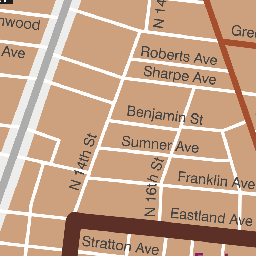 N 14
Gree
nwood
Ave
Roberts Ave
Sharpe Ave
Benjamin St
Sumner Ave
N 14th St
N 16th St
Franklin Ave
Eastland Ave
Stratton Ave